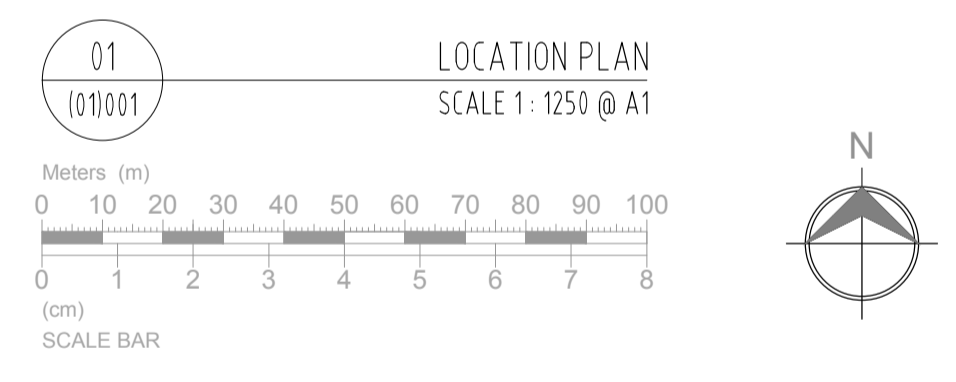 01
(01)001
LOCATION PLAN
SCALE 1 : 1250 @ A1
Meters (m)
0 10 20 30 40 50 60 70 80 90 100
0 1 2 3 4 5 6 7 8
(cm)
SCALE BAR
N